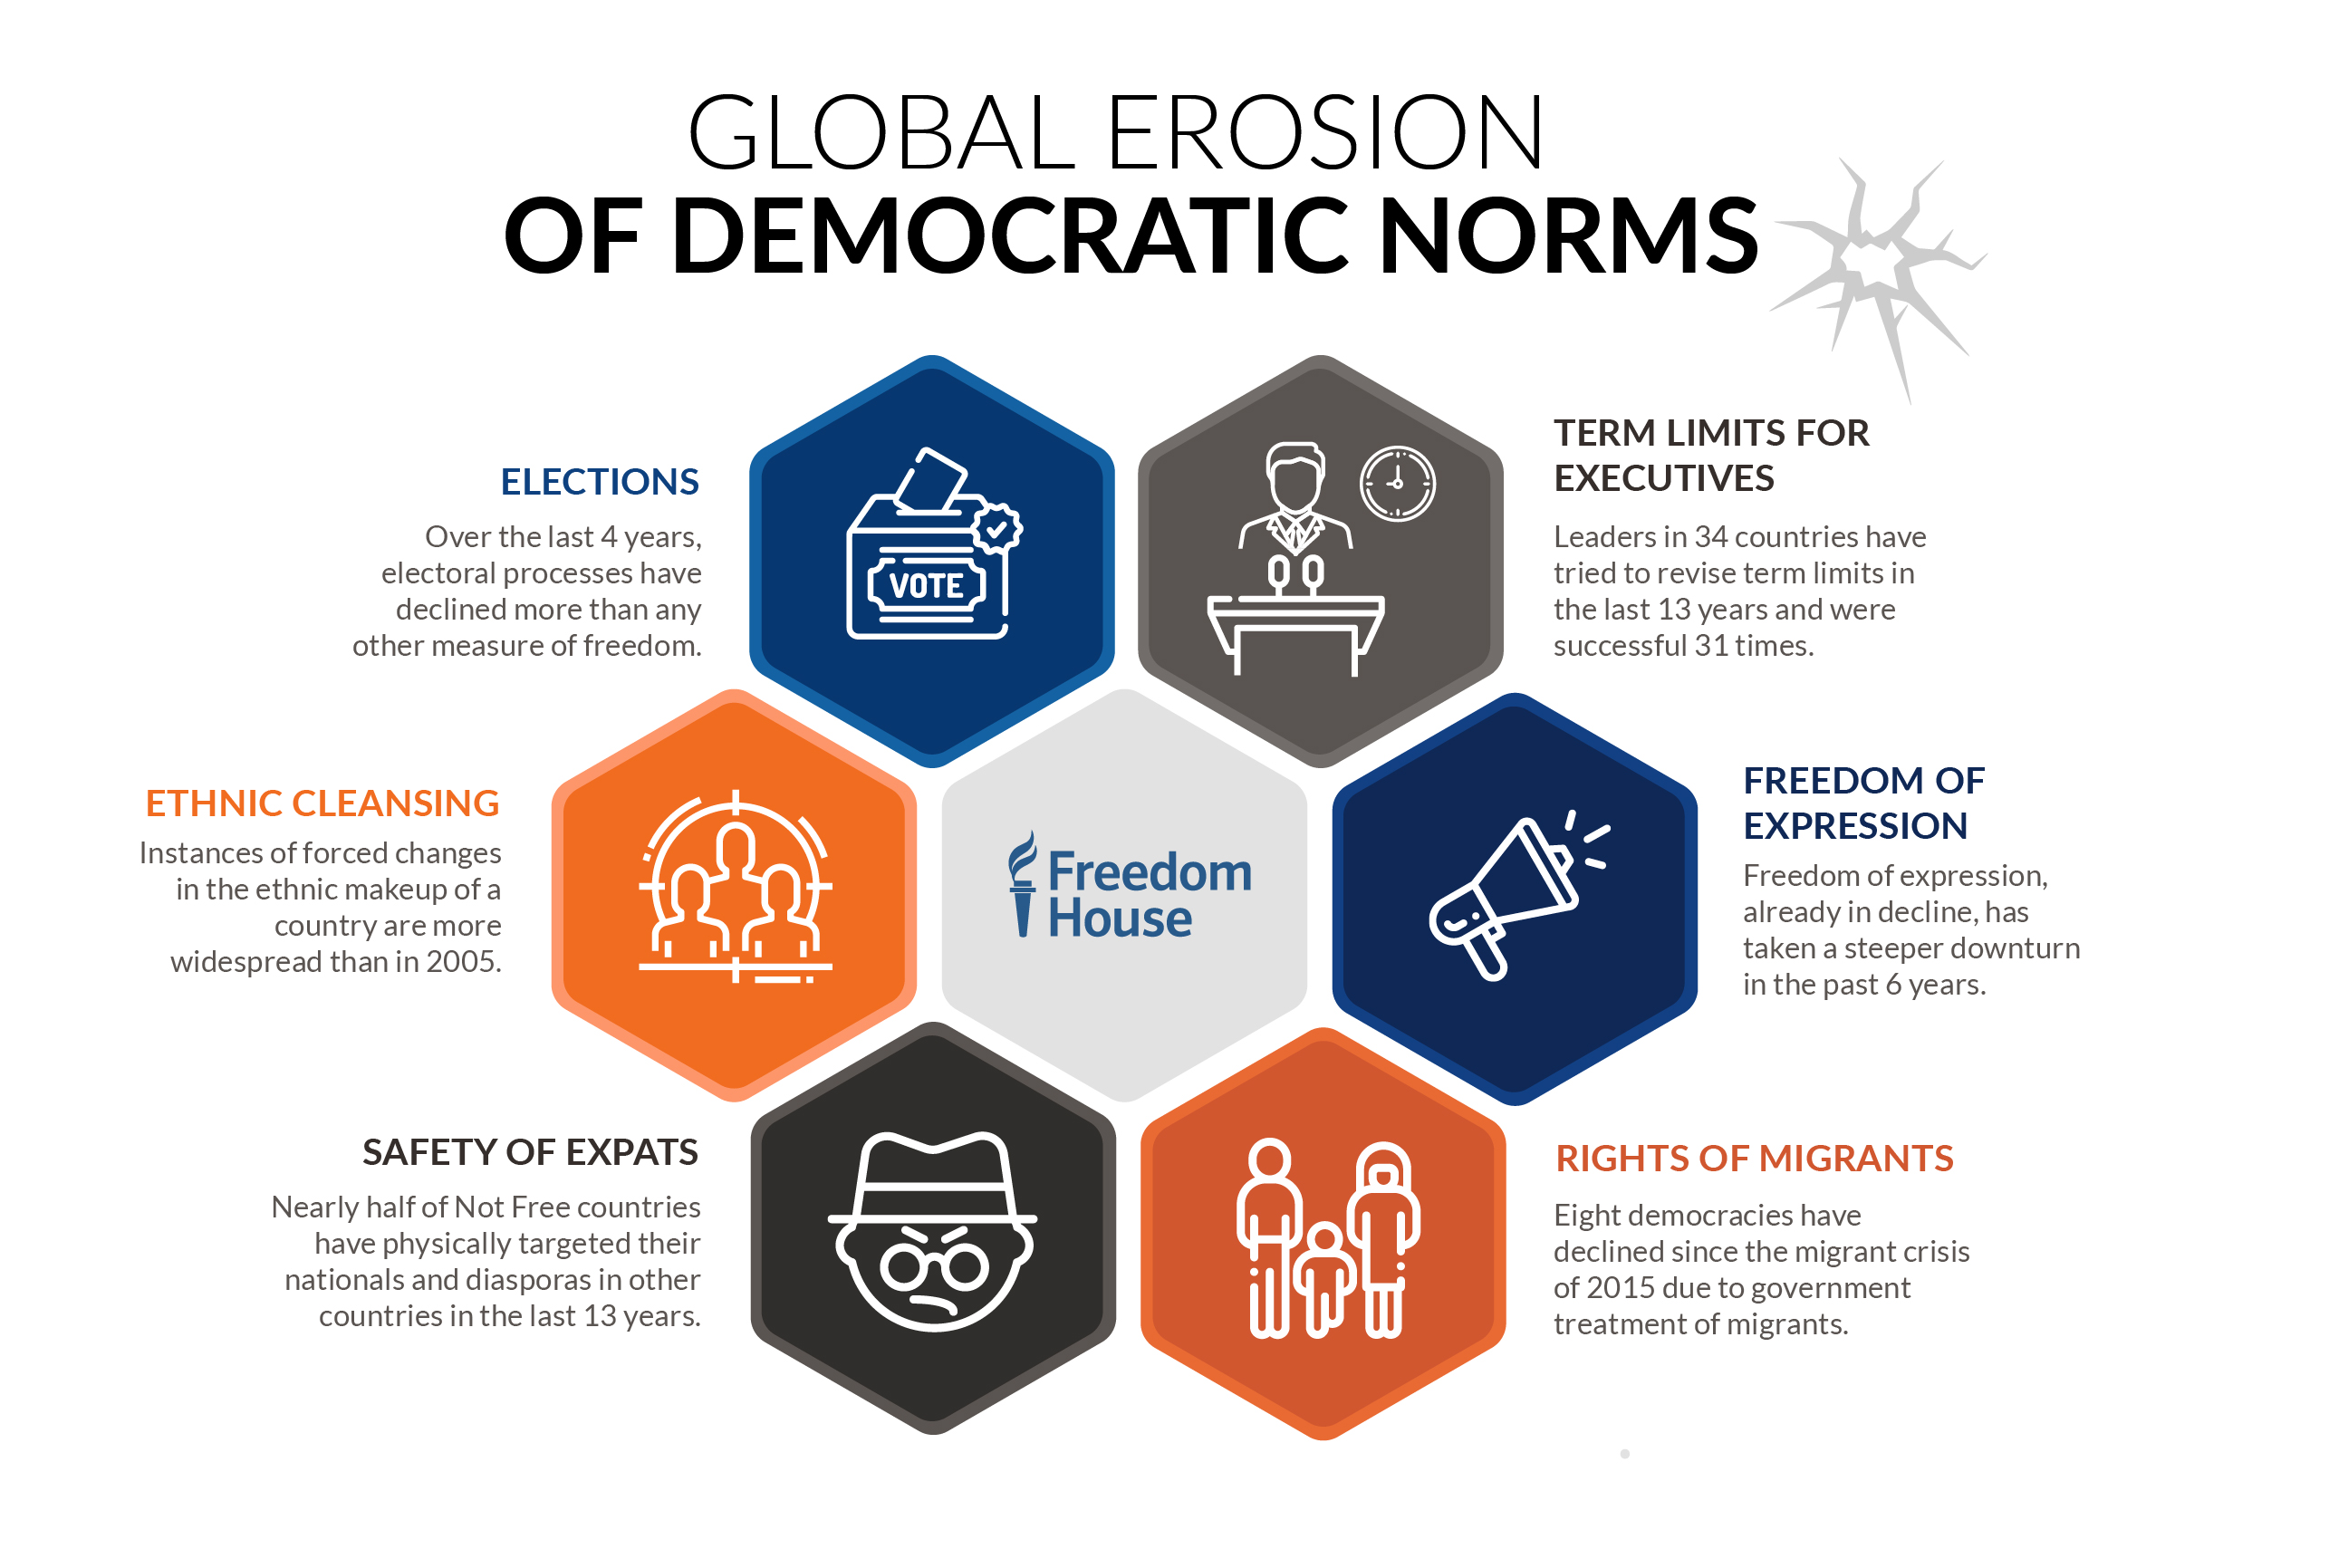 GLOBAL EROSION
OF DEMOCRATIC NORMS
ELECTIONS
Over the last 4 years,
electoral processes have
declined more than any
other measure of freedom.
VOTE
TERM LIMITS FOR
EXECUTIVES
Leaders in 34 countries have
tried to revise term limits in
the last 13 years and were
successful 31 times.
ETHNIC CLEANSING
Instances of forced changes
in the ethnic makeup of a
country are more
widespread than in 2005.
Freedom
House
FREEDOM OF
EXPRESSION
Freedom of expression,
already in decline, has
taken a steeper downturn
in the past 6 years.
SAFETY OF EXPATS
Nearly half of Not Free countries
have physically targeted their
nationals and diasporas in other
countries in the last 13 years.
RIGHTS OF MIGRANTS
Eight democracies have
declined since the migrant crisis
of 2015 due to government
treatment of migrants.